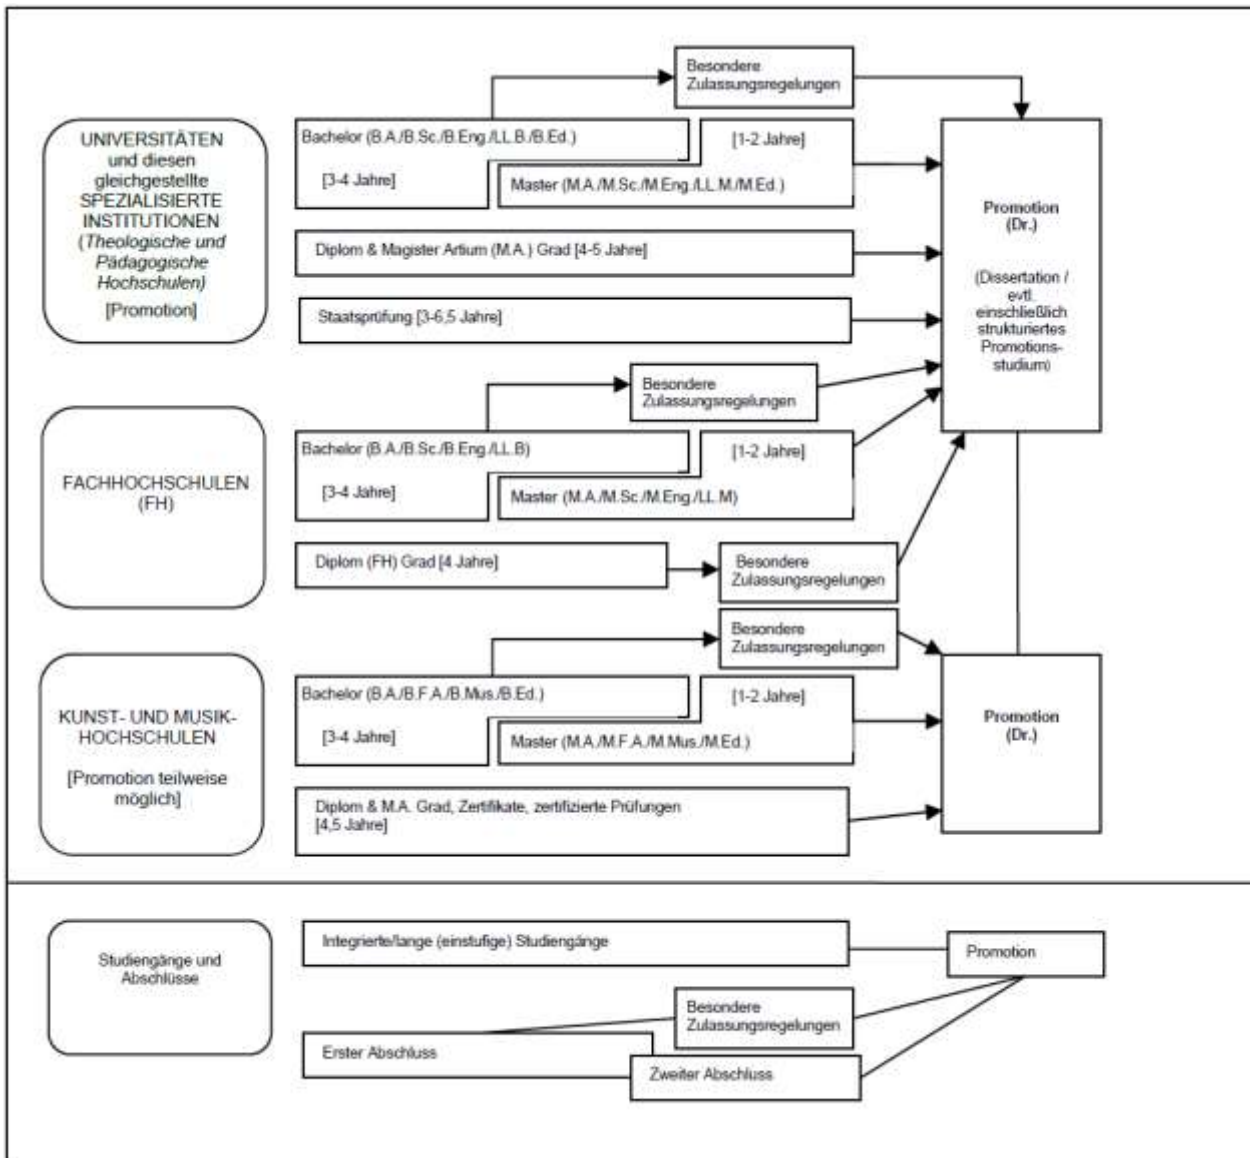 Besondere
Zulassungsregelungen
UNIVERSITÄTEN
und diesen
gleichgestellte
SPEZIALISIERTE
INSTITUTIONEN
(Theologische und
Pädagogische
Hochschulen)
[Promotion]
Bachelor (B.A./B.Sc./B.Eng./LL.B./B.Ed.)
[1-2 Jahre]
[3-4 Jahre]
Master (M.A./M.Sc./M.Eng./LL.M./M.Ed.)
Diplom & Magister Artium (M.A.) Grad [4-5 Jahre]
Staatsprüfung [3-6,5 Jahre]
Promotion
(Dr.)
(Dissertation /
evtl.
einschließlich
strukturiertes
Promotions-
studium)
Besondere
Zulassungsregelungen
FACHHOCHSCHULEN
(FH)
Bachelor (B.A./B.Sc./B.Eng./LL.B)
[1-2 Jahre]
[3-4 Jahre]
Master (M.A./M.Sc./M.Eng./LL.M)
Diplom (FH) Grad [4 Jahre]
Besondere
Zulassungsregelungen
Besondere
Zulassungsregelungen
KUNST- UND MUSIK-
HOCHSCHULEN
[Promotion teilweise
möglich]
Bachelor (B.A./B.F.A./B.Mus./B.Ed.)
[1-2 Jahre]
[3-4 Jahre]
Master (M.A./M.F.A./M.Mus./M.Ed.)
Diplom & M.A. Grad, Zertifikate, zertifizierte Prüfungen
[4,5 Jahre]
Promotion
(Dr.)
Studiengänge und
Abschlüsse
Integrierte/lange (einstufige) Studiengänge
Promotion
Besondere
Zulassungsregelungen
Erster Abschluss
Zweiter Abschluss